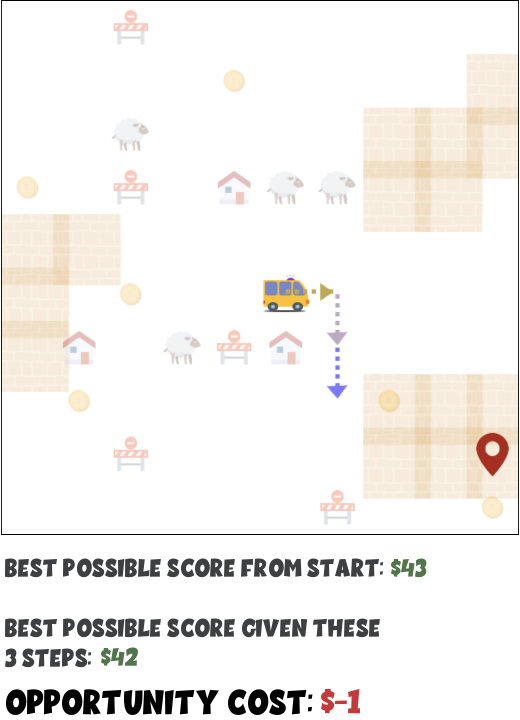 BEST POSSIBLE SCORE FROM START: $43
BEST POSSIBLE SCORE GIVEN THESE
3 STEPS: $42
OPPORTUNITY COST: $-1